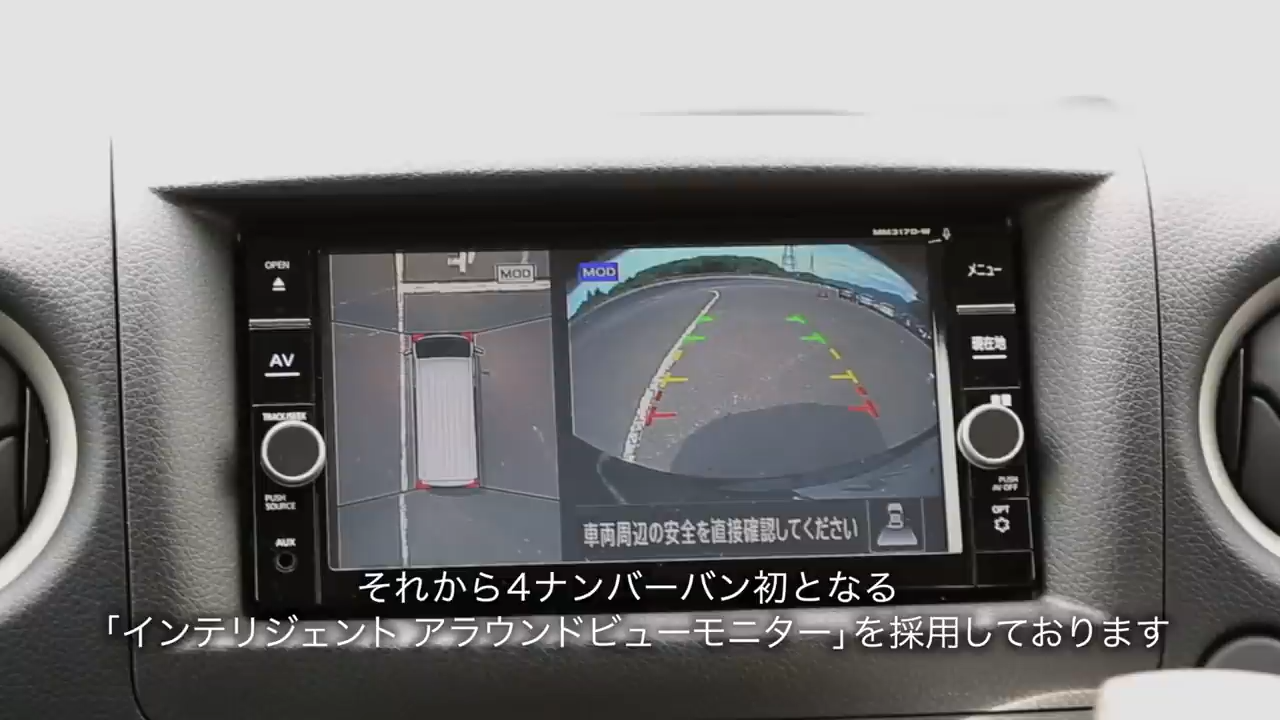 MM317D-W
OPEN
AV
TRACK/SEEK
PUSH
SOURCE
AUX
MOD
MOD
車両周辺の安全を直接確認してください
メニュー
現在地
PUSH
AV OFF
OPT
それから4ナンバーバン初となる
「インテリジェント アラウンドビューモニター」を採用しております